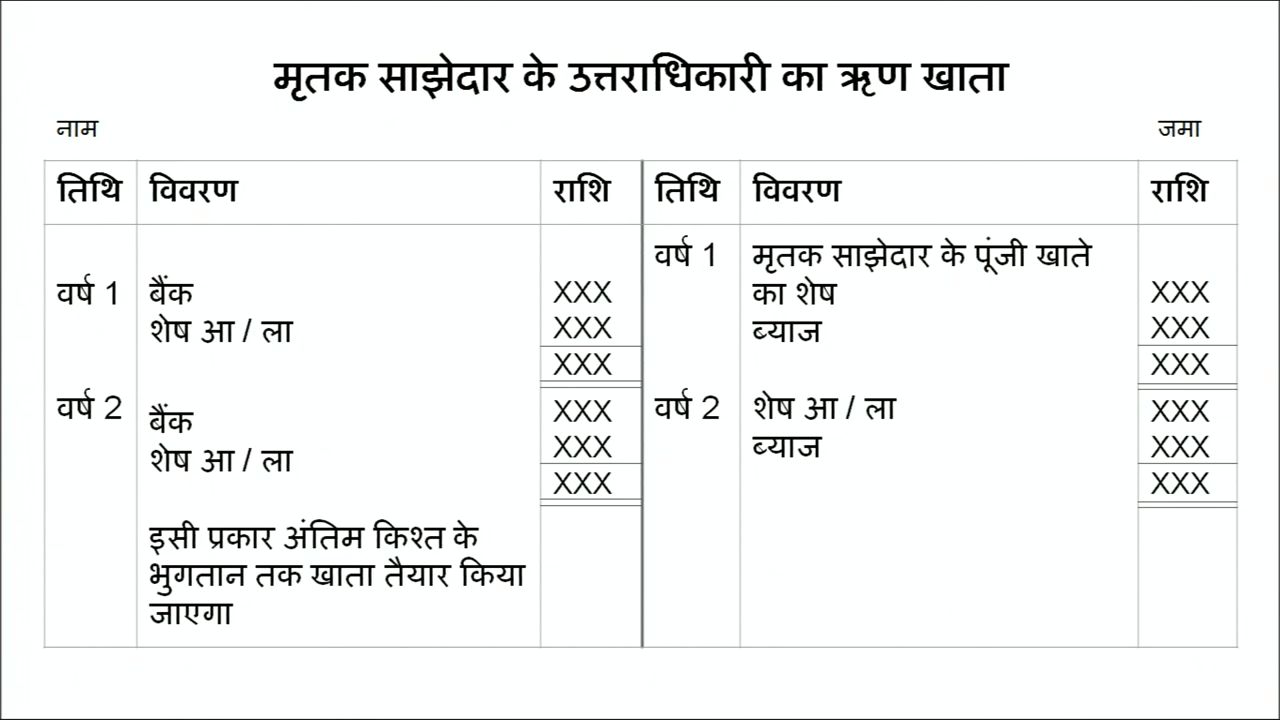 मृतक साझेदार के उत्तराधिकारी का ऋण खाता
नाम जमा
तिथि विवरण राशि तिथि विवरण राशि
वर्ष 1 मृतक साझेदार के पूंजी खाते
वर्ष 1 बैंक XXX का शेष XXX
शेष आ / ला XXX ब्याज XXX
XXX XXX
वर्ष 2 बैंक XXX वर्ष 2 शेष आ / ला XXX
शेष आ / ला XXX ब्याज XXX
XXX XXX
इसी प्रकार अंतिम किश्त के
भुगतान तक खाता तैयार किया
जाएगा